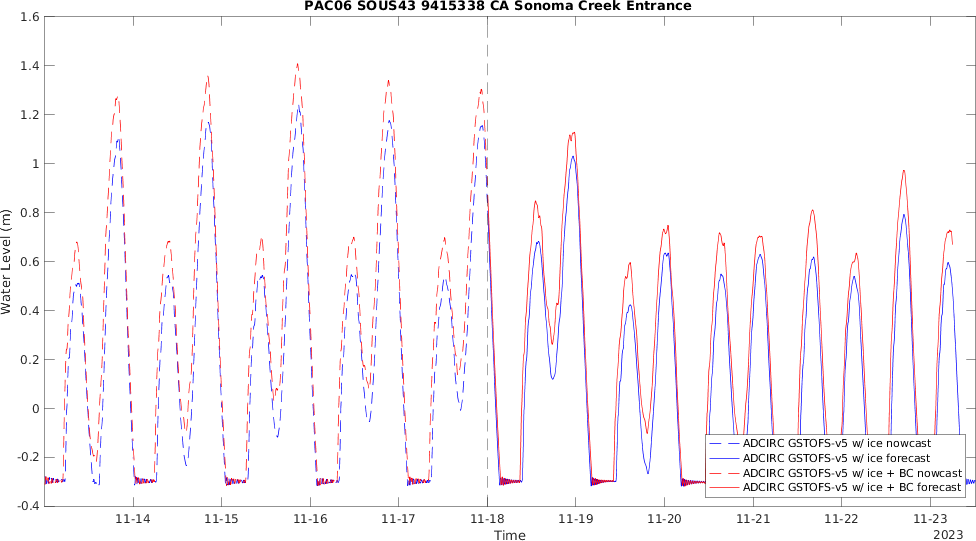 PAC06 SOUS43 9415338 CA Sonoma Creek Entrance
1.6
1.4
1.2
1
0.8
0.6
0.4
0.2
0
-0.2
-0.4
Water Level (m)
11-14 11-15 11-16 11-17 11-18 11-19 11-20 11-21 11-22 11-23
Time
2023
ADCIRC GSTOFS-v5 w/ ice nowcast
ADCIRC GSTOFS-v5 w/ ice forecast
ADCIRC GSTOFS-v5 w/ ice + BC nowcast
ADCIRC GSTOFS-v5 w/ ice + BC forecast